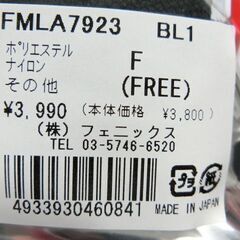 FMLA7923 BL1
ポリエステル
ナイロン F
その他 (FREE)
¥3,990 (本体価格 ¥3,800)
(株) フェニックス
TEL 03-5746-6520
4933930460841
MADE IN JAPAN